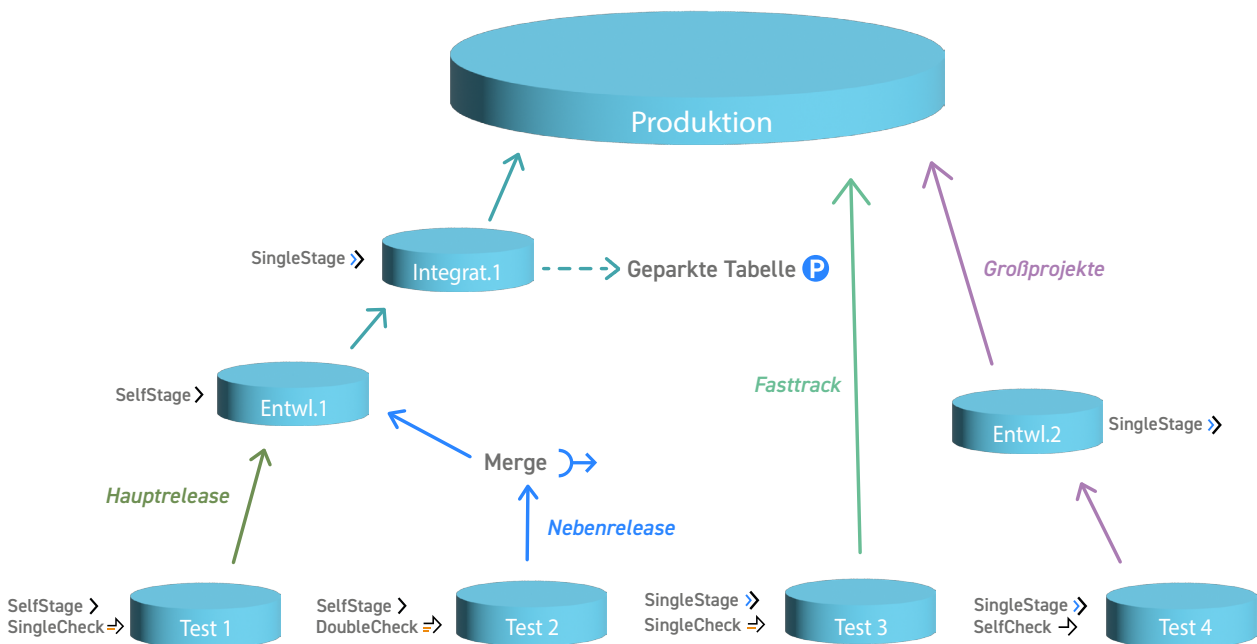 Produktion
SingleStage
Integrat.1
Geparkte Tabelle P
Großprojekte
SelfStage
Entwl.1
Fasttrack
Entwl.2
SingleStage
Merge
Hauptrelease
Nebenrelease
SelfStage
SingleCheck
Test 1
SelfStage
DoubleCheck
Test 2
SingleStage
SingleCheck
Test 3
SingleStage
SelfCheck
Test 4